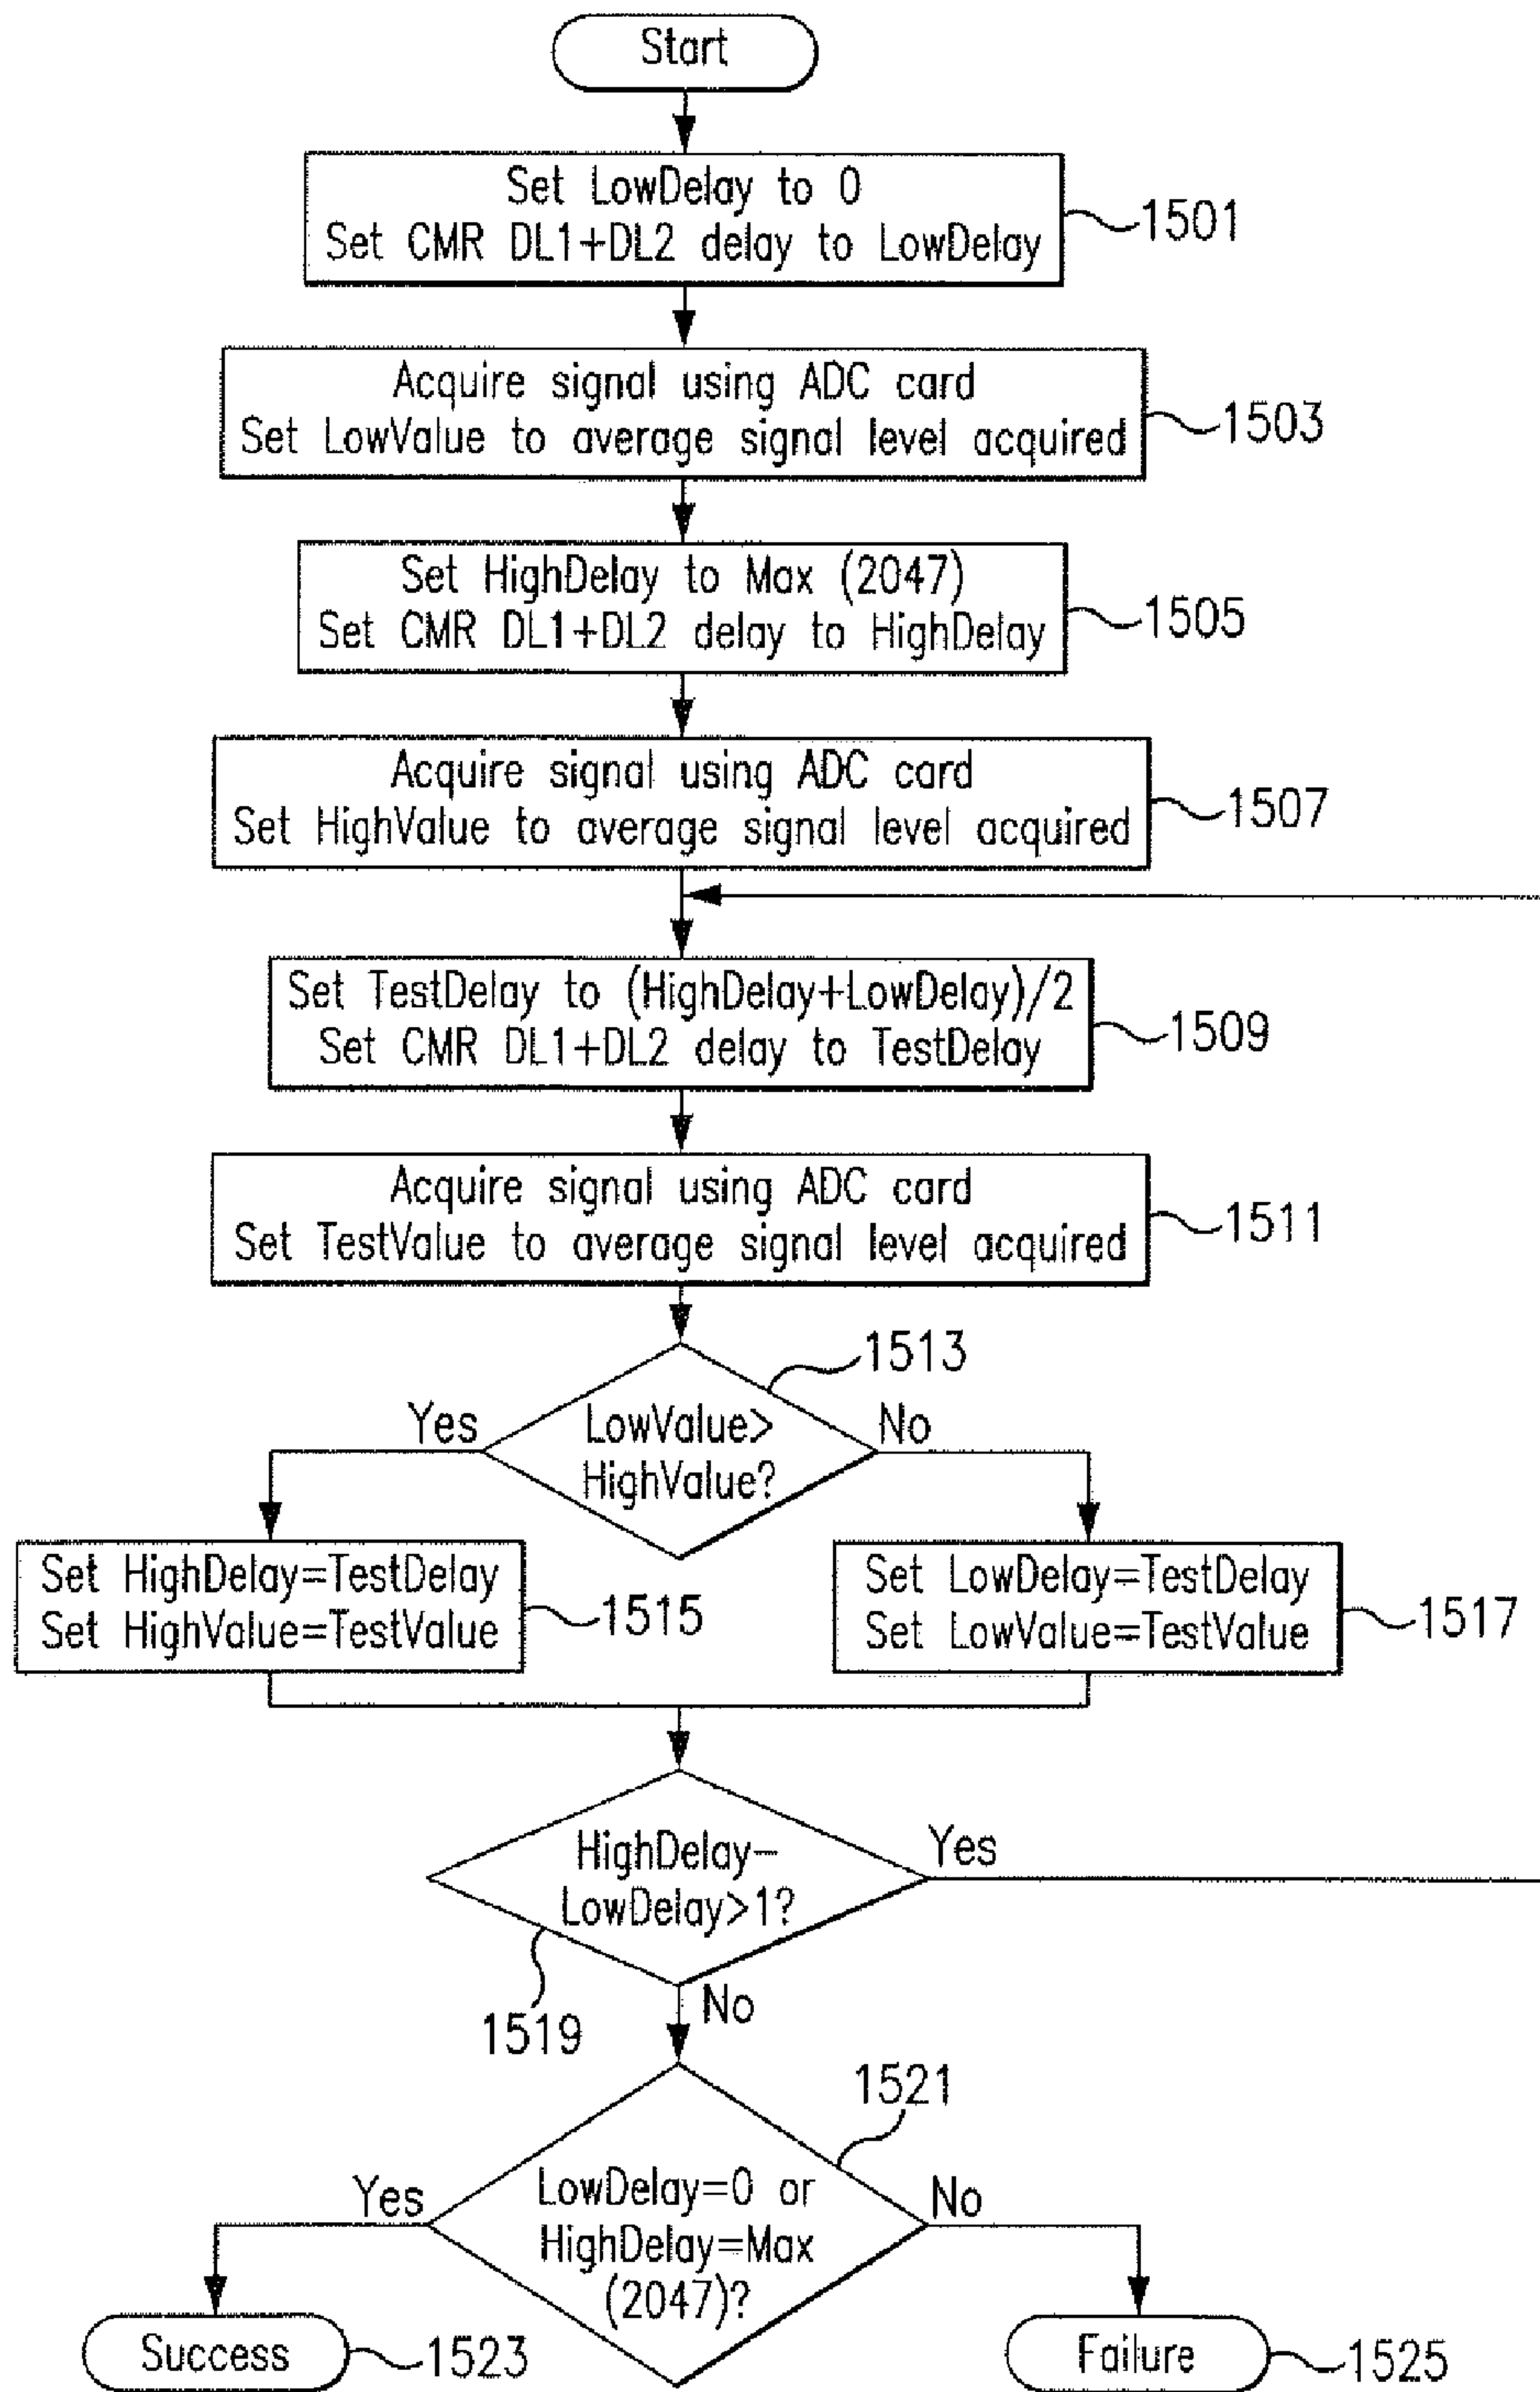 Start
Set LowDelay to 0
Set CMR DL1+DL2 delay to LowDelay
1501
Acquire signal using ADC card
Set LowValue to average signal level acquired
1503
Set HighDelay to Max (2047)
Set CMR DL1+DL2 delay to HighDelay
1505
Acquire signal using ADC card
Set HighValue to average signal level acquired
1507
Set TestDelay to (HighDelay+LowDelay)/2
Set CMR DL1+DL2 delay to TestDelay
1509
Acquire signal using ADC card
Set TestValue to average signal level acquired
1511
1513
Yes
LowValue>
HighValue?
No
Set HighDelay=TestDelay
Set HighValue=TestValue
1515
Set LowDelay=TestDelay
Set LowValue=TestValue
1517
HighDelay-
LowDelay>1?
Yes
1519
No
1521
Yes
LowDelay=0 or
HighDelay=Max
(2047)?
No
Success
1523
Failure
1525